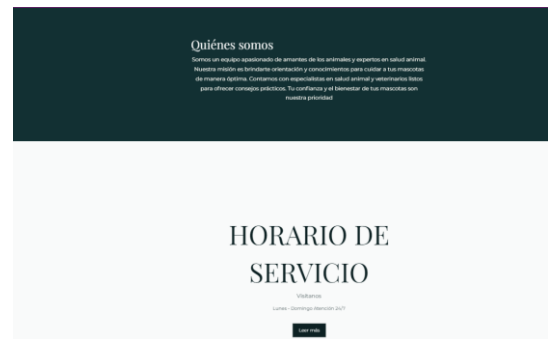 Quiénes somos
Somos un equipo apasionado de amantes de los animales y expertos en salud animal.
Nuestra misión es brindarte orientación y conocimientos para cuidar a tus mascotas
de manera óptima. Contamos con especialistas en salud animal y veterinarios listos
para ofrecer consejos prácticos. Tu confianza y el bienestar de tus mascotas son
nuestra prioridad
HORARIO DE
SERVICIO
Visítanos
Lunes - Domingo Atención 24/7
Leer más